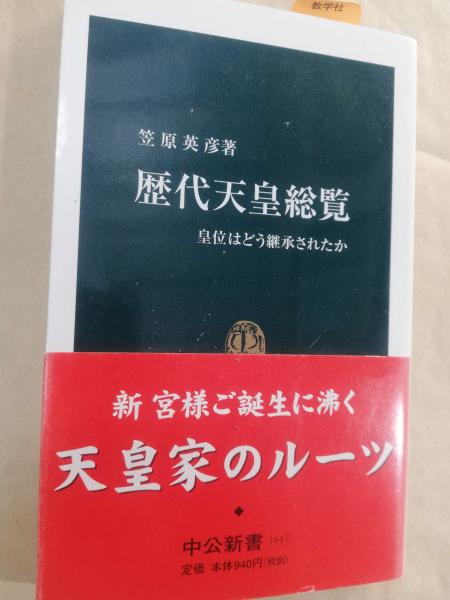 教学社
笠原英彦著
歴代天皇総覧
皇位はどう継承されたか
新宮様ご誕生に沸く
天皇家のルーツ
◆
中公新書 1617
定価 本体940円(税別)